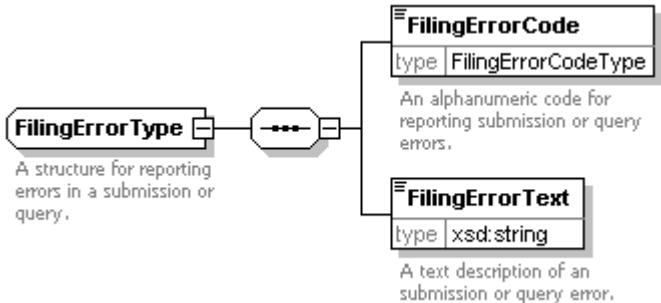 FilingErrorType
A structure for reporting
errors in a submission or
query.
FilingErrorCode
type FilingErrorCodeType
An alphanumeric code for
reporting submission or query
errors.
FilingErrorText
type xsd:string
A text description of an
submission or query error.